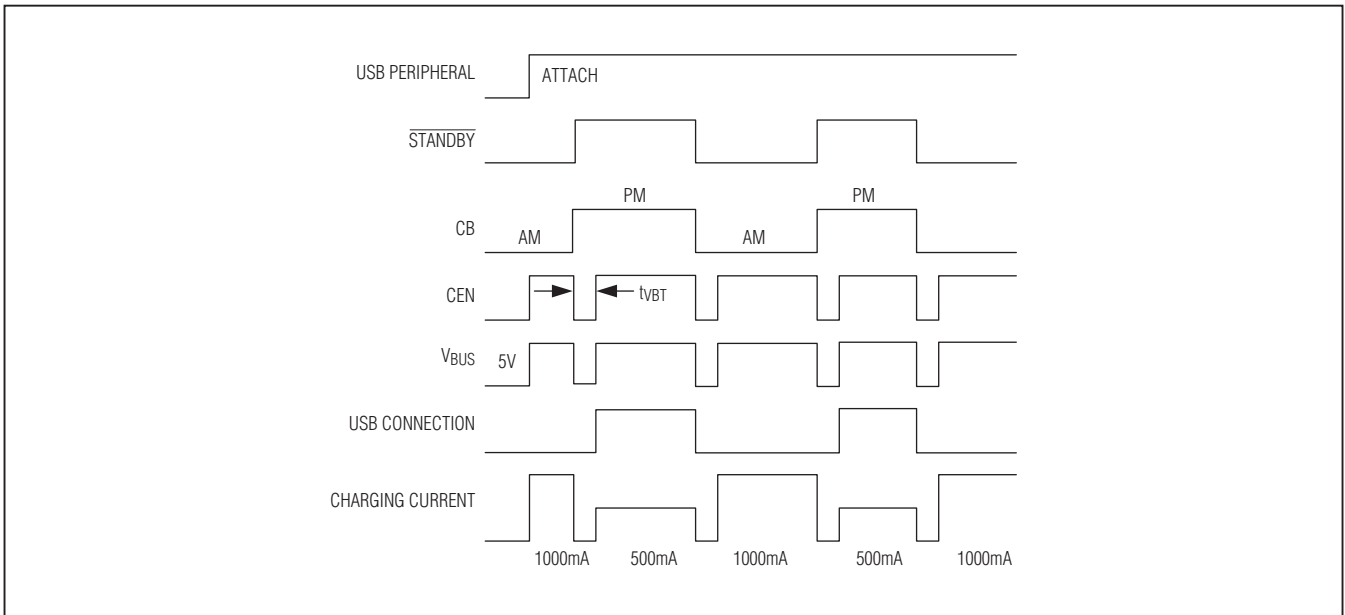 USB PERIPHERAL
ATTACH
STANDBY
PM
PM
CB
AM
AM
CEN
tVBT
VBUS
5V
USB CONNECTION
CHARGING CURRENT
1000mA
500mA
1000mA
500mA
1000mA